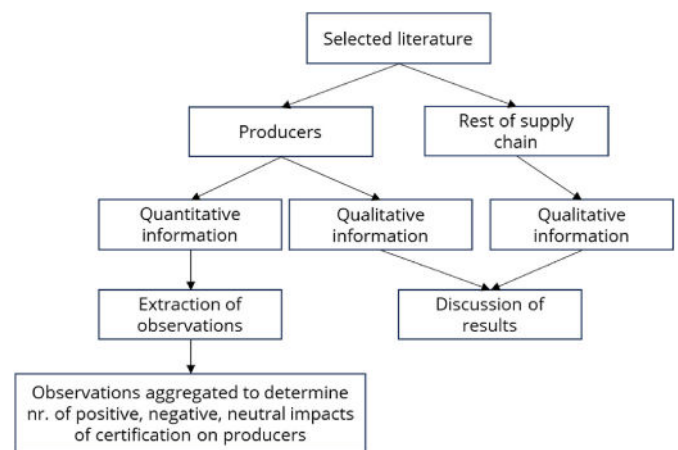 Selected literature
Producers
Rest of supply
chain
Quantitative
information
Qualitative
information
Qualitative
information
Extraction of
observations
Discussion of
results
Observations aggregated to determine
nr. of positive, negative, neutral impacts
of certification on producers